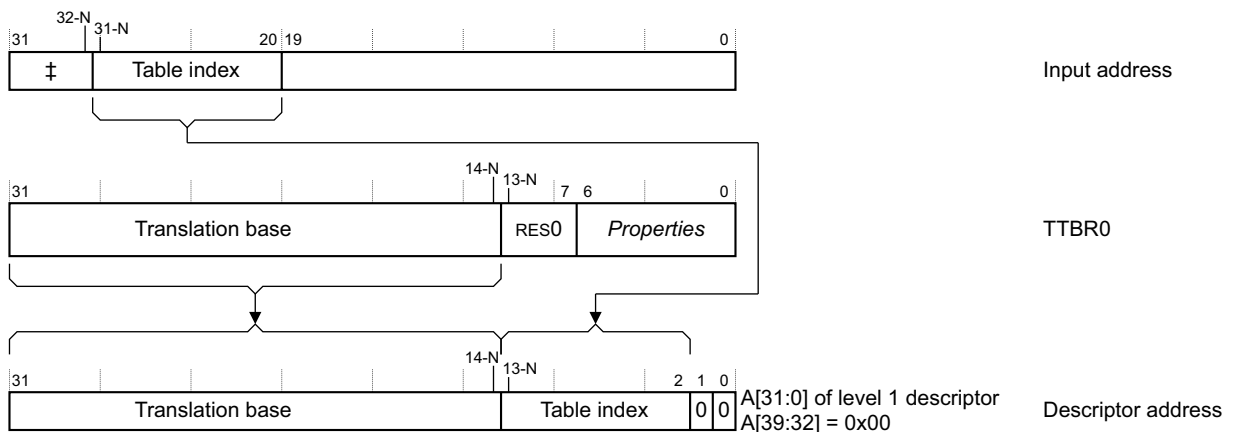 32-N
31-N
31 20 19 0
‡ Table index Input address
14-N
13-N
31 7 6 0
Translation base RES0 Properties TTBR0
14-N
13-N
31 2 1 0
Translation base Table index 0 0 A[31:0] of level 1 descriptor
A[39:32] = 0x00
Descriptor address